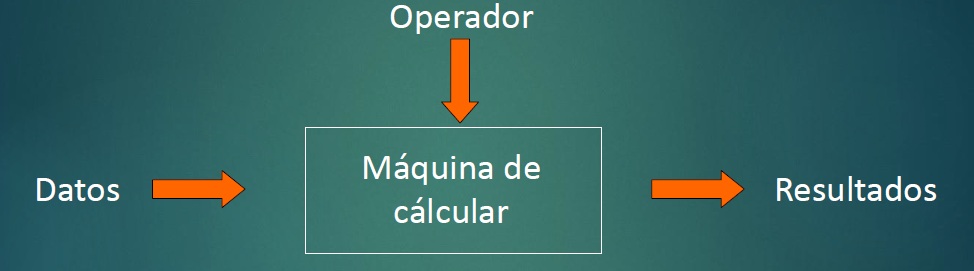 Operador
Datos
Máquina de
cálcular
Resultados